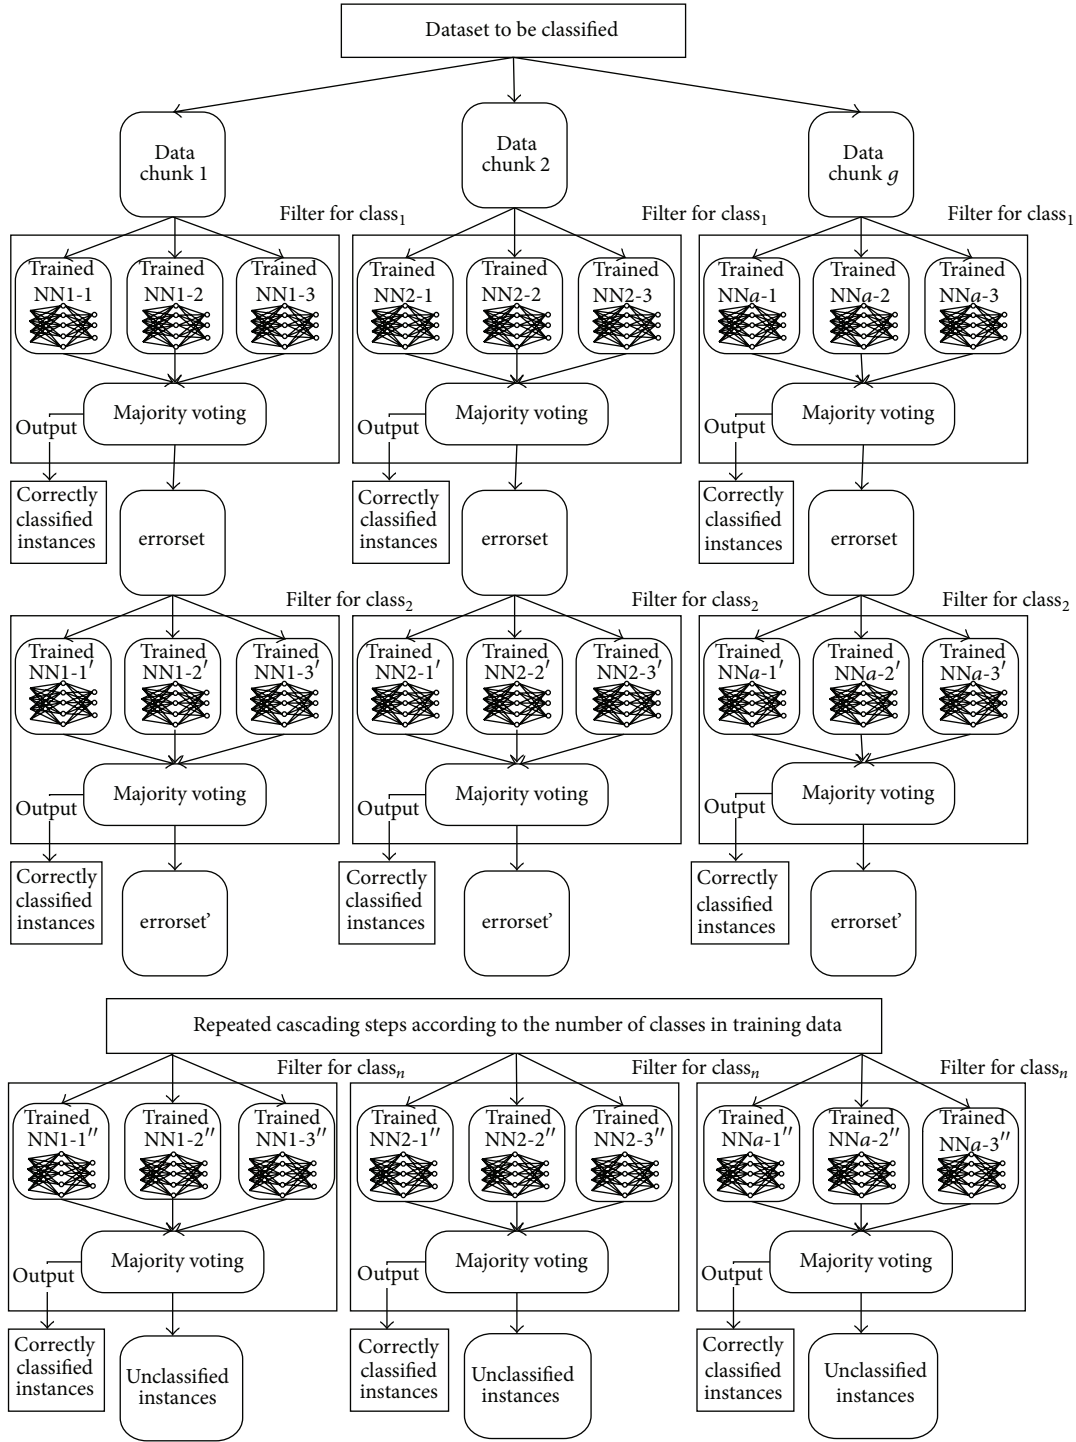 Dataset to be classified
Data
chunk 1
Data
chunk 2
Data
chunk g
Filter for class₁
Filter for class₁
Filter for class₁
Trained
NN1-1
Trained
NN1-2
Trained
NN1-3
Trained
NN2-1
Trained
NN2-2
Trained
NN2-3
Trained
NNa-1
Trained
NNa-2
Trained
NNa-3
Majority voting
Output
Majority voting
Output
Majority voting
Output
Correctly
classified
instances
errorset
Correctly
classified
instances
errorset
Correctly
classified
instances
errorset
Filter for class₂
Filter for class₂
Filter for class₂
Trained
NN1-1′
Trained
NN1-2′
Trained
NN1-3′
Trained
NN2-1′
Trained
NN2-2′
Trained
NN2-3′
Trained
NNa-1′
Trained
NNa-2′
Trained
NNa-3′
Majority voting
Output
Majority voting
Output
Majority voting
Output
Correctly
classified
instances
errorset’
Correctly
classified
instances
errorset’
Correctly
classified
instances
errorset’
Repeated cascading steps according to the number of classes in training data
Filter for classₙ
Filter for classₙ
Filter for classₙ
Trained
NN1-1″
Trained
NN1-2″
Trained
NN1-3″
Trained
NN2-1″
Trained
NN2-2″
Trained
NN2-3″
Trained
NNa-1″
Trained
NNa-2″
Trained
NNa-3″
Majority voting
Output
Majority voting
Output
Majority voting
Output
Correctly
classified
instances
Unclassified
instances
Correctly
classified
instances
Unclassified
instances
Correctly
classified
instances
Unclassified
instances